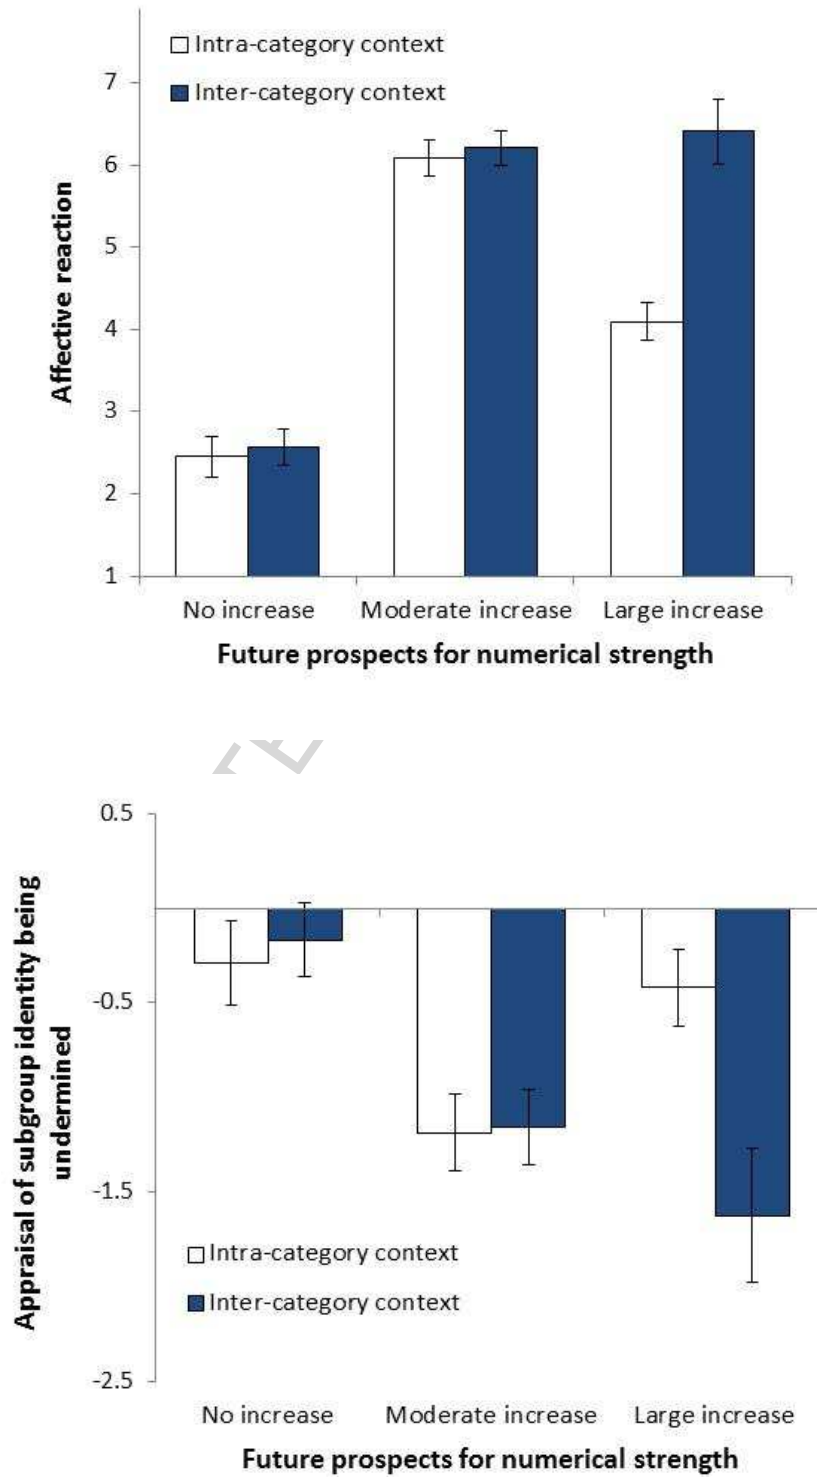 Intra-category context
Inter-category context
7
6
5
4
3
2
1
Affective reaction
No increase Moderate increase Large increase
Future prospects for numerical strength
0.5
-0.5
-1.5
-2.5
Appraisal of subgroup identity being
undermined
Intra-category context
Inter-category context
No increase Moderate increase Large increase
Future prospects for numerical strength